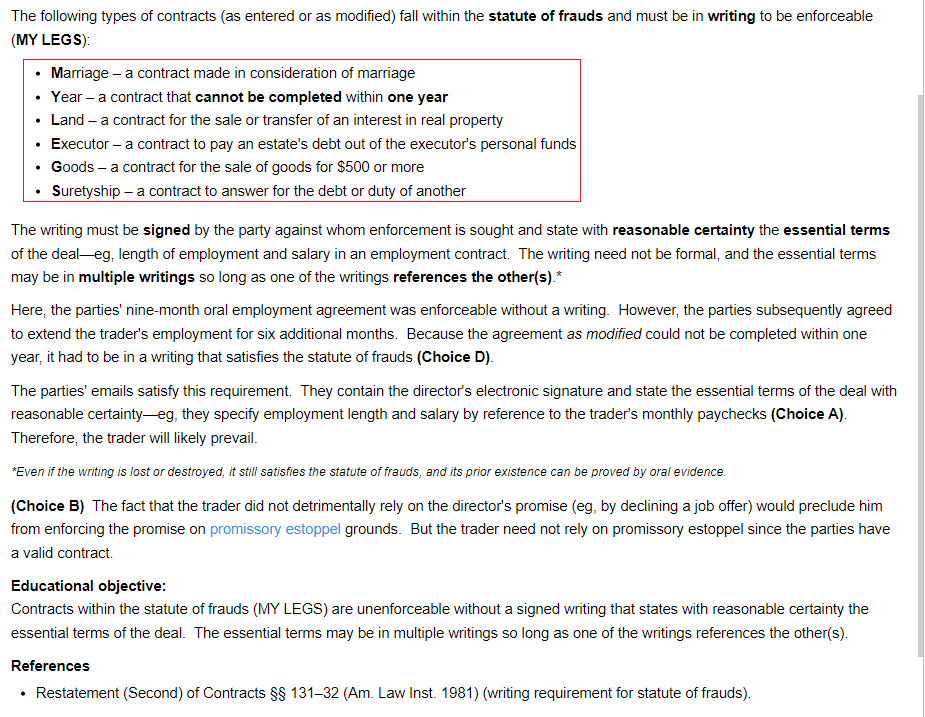 The following types of contracts (as entered or as modified) fall within the statute of frauds and must be in writing to be enforceable
(MY LEGS):
• Marriage – a contract made in consideration of marriage
• Year – a contract that cannot be completed within one year
• Land – a contract for the sale or transfer of an interest in real property
• Executor – a contract to pay an estate's debt out of the executor's personal funds
• Goods – a contract for the sale of goods for $500 or more
• Suretyship – a contract to answer for the debt or duty of another
The writing must be signed by the party against whom enforcement is sought and state with reasonable certainty the essential terms
of the deal—eg, length of employment and salary in an employment contract. The writing need not be formal, and the essential terms
may be in multiple writings so long as one of the writings references the other(s).*
Here, the parties' nine-month oral employment agreement was enforceable without a writing. However, the parties subsequently agreed
to extend the trader's employment for six additional months. Because the agreement as modified could not be completed within one
year, it had to be in a writing that satisfies the statute of frauds (Choice D).
The parties' emails satisfy this requirement. They contain the director's electronic signature and state the essential terms of the deal with
reasonable certainty—eg, they specify employment length and salary by reference to the trader's monthly paychecks (Choice A).
Therefore, the trader will likely prevail.
*Even if the writing is lost or destroyed, it still satisfies the statute of frauds, and its prior existence can be proved by oral evidence.
(Choice B) The fact that the trader did not detrimentally rely on the director's promise (eg, by declining a job offer) would preclude him
from enforcing the promise on promissory estoppel grounds. But the trader need not rely on promissory estoppel since the parties have
a valid contract.
Educational objective:
Contracts within the statute of frauds (MY LEGS) are unenforceable without a signed writing that states with reasonable certainty the
essential terms of the deal. The essential terms may be in multiple writings so long as one of the writings references the other(s).
References
• Restatement (Second) of Contracts §§ 131–32 (Am. Law Inst. 1981) (writing requirement for statute of frauds).